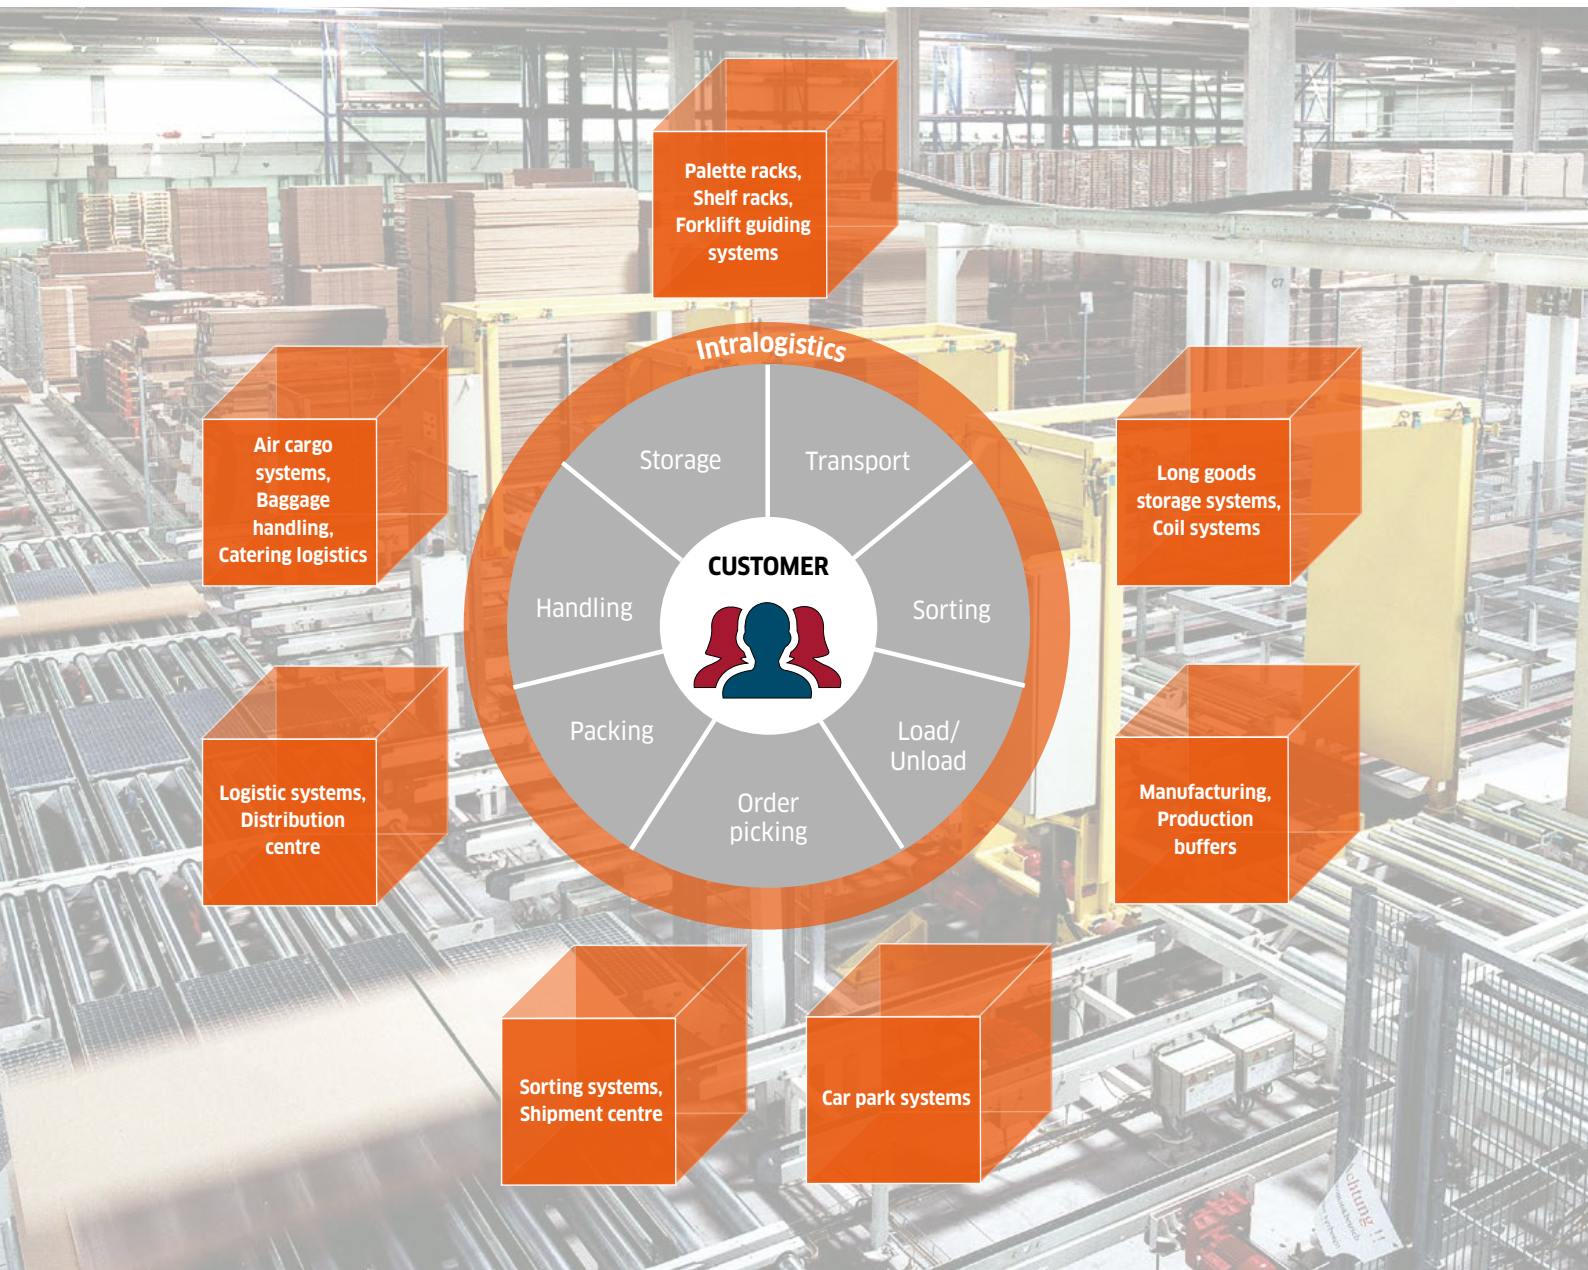 Palette racks,
Shelf racks,
Forklift guiding
systems
Intralogistics
Air cargo
systems,
Baggage
handling,
Catering logistics
Long goods
storage systems,
Coil systems
Storage
Transport
Handling
CUSTOMER
Sorting
Packing
Load/
Unload
Order
picking
Logistic systems,
Distribution
centre
Manufacturing,
Production
buffers
Sorting systems,
Shipment centre
Car park systems
C7